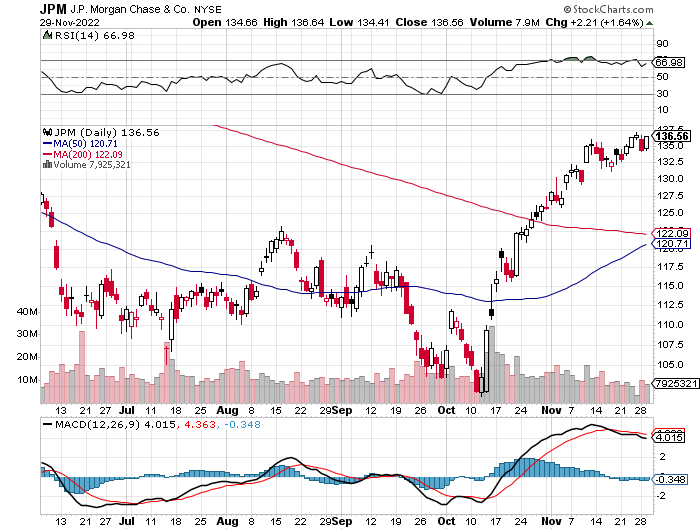 JPM J.P. Morgan Chase & Co. NYSE
© StockCharts.com
29-Nov-2022
Open 134.66 High 136.64 Low 134.41 Close 136.56 Volume 7.9M Chg +2.21 (+1.64%)
RSI(14) 66.98
90
70
66.98
50
30
10
JPM (Daily) 136.56
MA(50) 120.71
MA(200) 122.09
Volume 7,925,321
137.5
136.56
135.0
132.5
130.0
127.5
125.0
122.09
120.71
117.5
115.0
112.5
110.0
107.5
105.0
40M
30M
20M
10M
7925321
13 21 27 Jul 11 18 25 Aug 8 15 22 29 Sep 12 19 26 Oct 10 17 24 Nov 7 14 21 28
MACD(12,26,9) 4.015, 4.363, -0.348
4.015
2
-0.348
-2
13 21 27 Jul 11 18 25 Aug 8 15 22 29 Sep 12 19 26 Oct 10 17 24 Nov 7 14 21 28